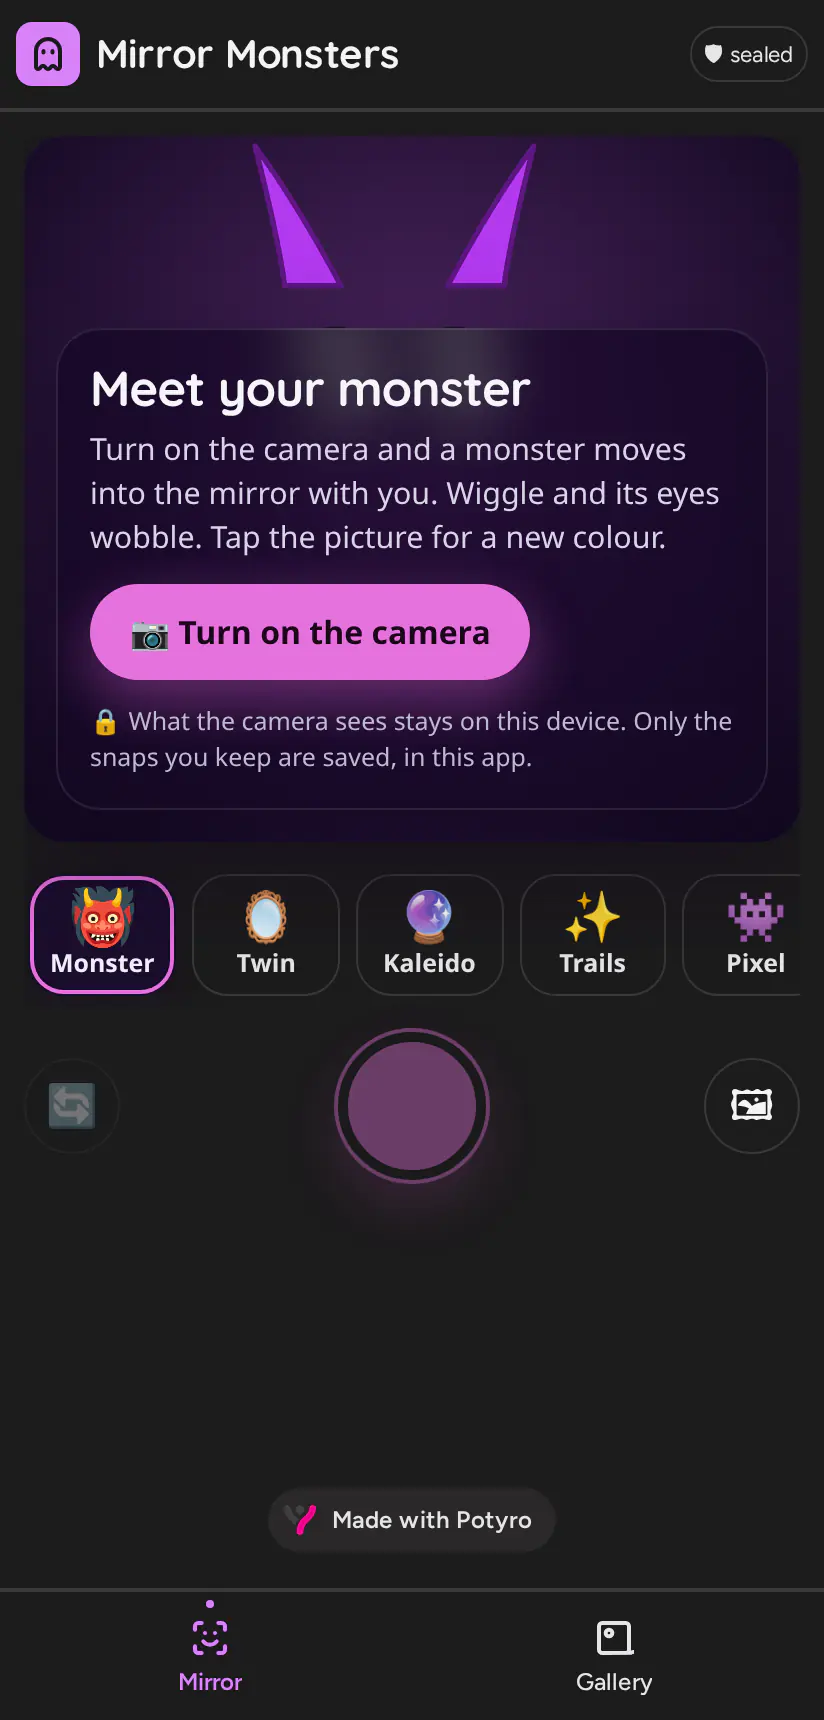 Mirror Monsters
sealed
Meet your monster
Turn on the camera and a monster moves
into the mirror with you. Wiggle and its eyes
wobble. Tap the picture for a new colour.
📷 Turn on the camera
🔒 What the camera sees stays on this device. Only the
snaps you keep are saved, in this app.
Monster
Twin
Kaleido
Trails
Pixel
Made with Potyro
Mirror
Gallery